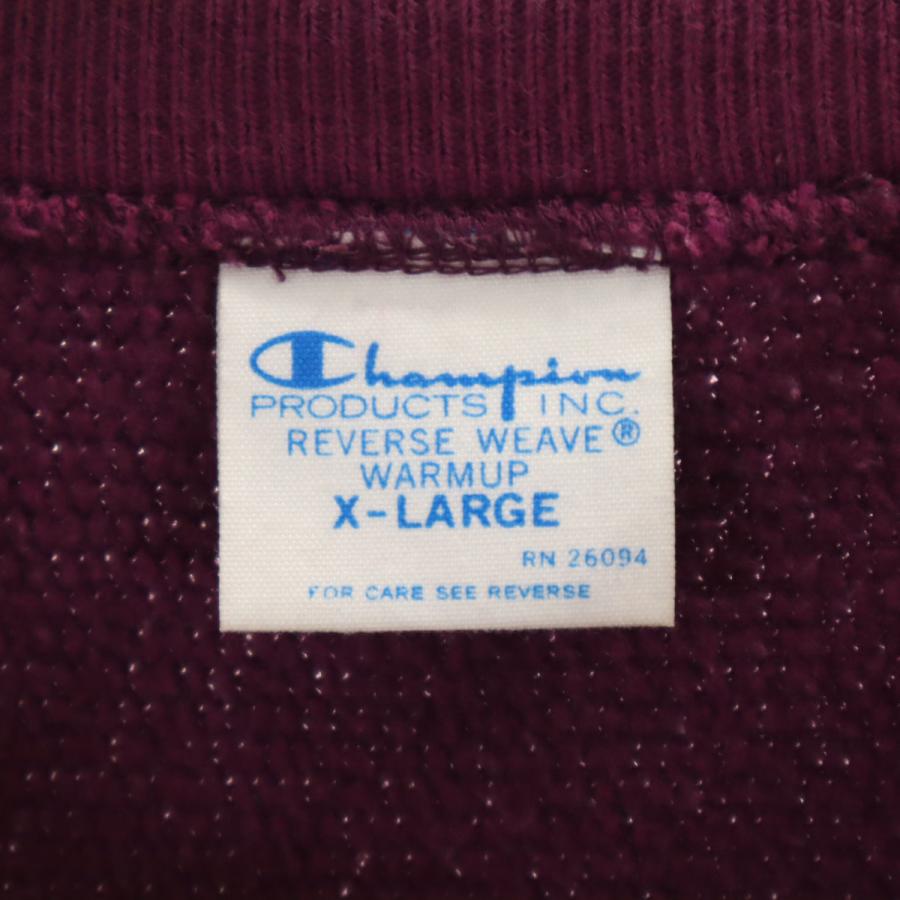 Champion
PRODUCTS INC.
REVERSE WEAVE®
WARMUP
X-LARGE
RN 26094
FOR CARE SEE REVERSE